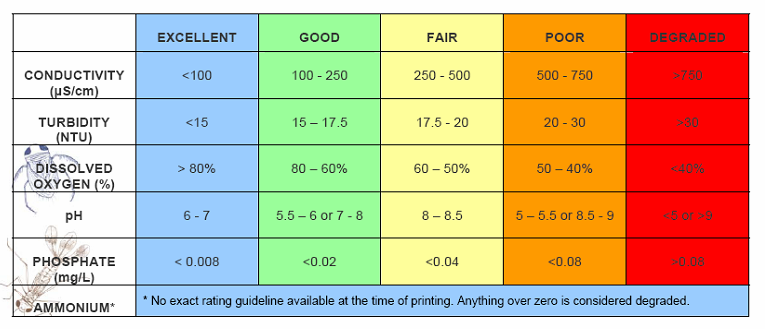 EXCELLENT GOOD FAIR POOR DEGRADED
CONDUCTIVITY (µS/cm) <100 100 - 250 250 - 500 500 - 750 >750
TURBIDITY (NTU) <15 15 – 17.5 17.5 - 20 20 - 30 >30
DISSOLVED OXYGEN (%) > 80% 80 – 60% 60 – 50% 50 – 40% <40%
pH 6 - 7 5.5 – 6 or 7 - 8 8 – 8.5 5 – 5.5 or 8.5 - 9 <5 or >9
PHOSPHATE (mg/L) < 0.008 <0.02 <0.04 <0.08 >0.08
AMMONIUM* * No exact rating guideline available at the time of printing. Anything over zero is considered degraded.